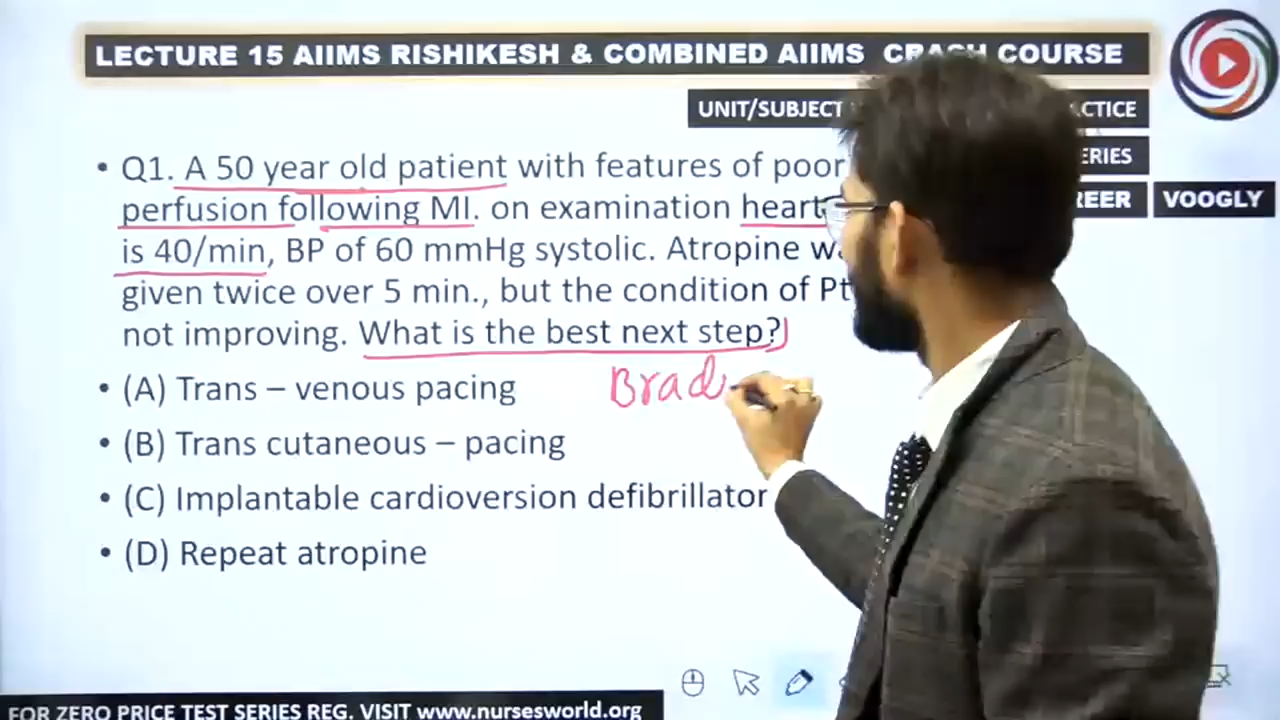 LECTURE 15 AIIMS RISHIKESH & COMBINED AIIMS CRASH COURSE
UNIT/SUBJECT
CTICE
ERIES
REER
VOOGLY
• Q1. A 50 year old patient with features of poor
perfusion following MI. on examination heart
is 40/min, BP of 60 mmHg systolic. Atropine
given twice over 5 min., but the condition of Pt
not improving. What is the best next step?
Brad
• (A) Trans – venous pacing
• (B) Trans cutaneous – pacing
• (C) Implantable cardioversion defibrillator
• (D) Repeat atropine
FOR ZERO PRICE TEST SERIES REG. VISIT www.nursesworld.org